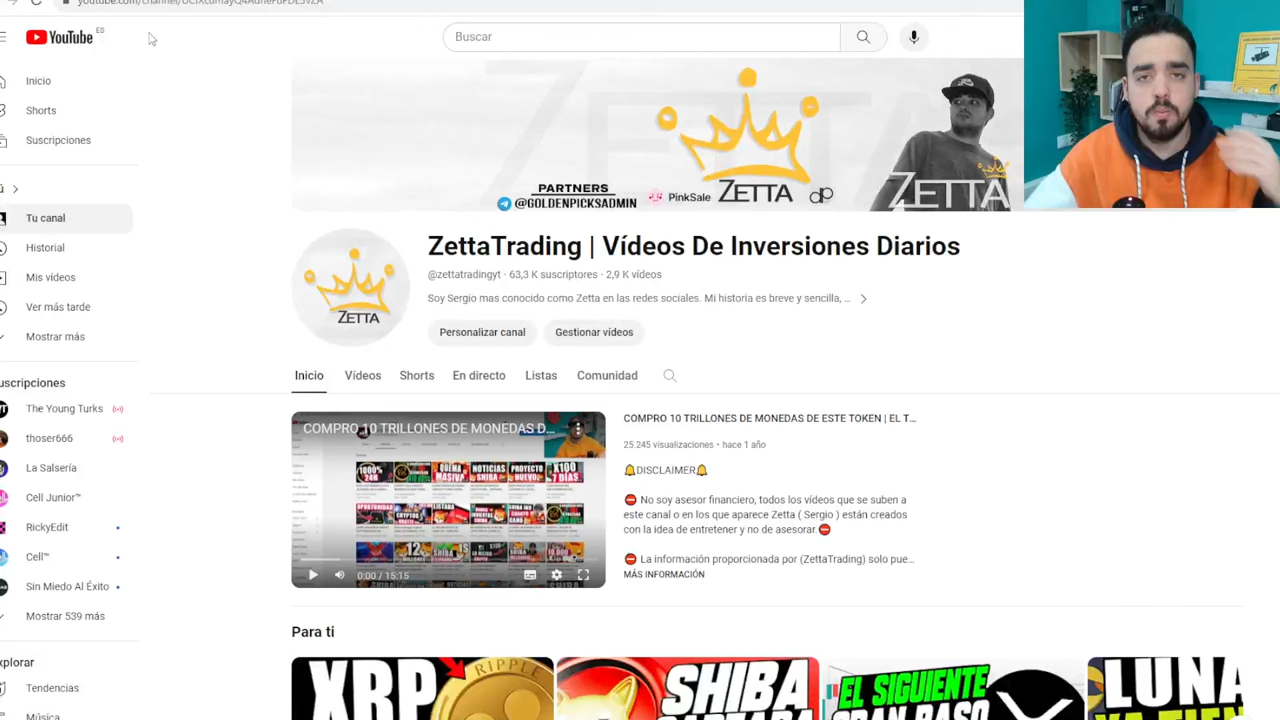 YouTube ES
Buscar
Inicio
Shorts
Suscripciones
Tu canal
Historial
Mis vídeos
Ver más tarde
Mostrar más
The Young Turks
thoser666
La Salsería
Cell Junior™
RickyEdit
Cell™
Sin Miedo Al Éxito
Mostrar 539 más
Tendencias
Música
ZETTA
PARTNERS
@GOLDENPICKSADMIN
PinkSale
ZETTA
ZETTA
ZETTA
ZettaTrading | Vídeos De Inversiones Diarios
@zettatradingyt · 63,3 K suscriptores · 2,9 K vídeos
Soy Sergio mas conocido como Zetta en las redes sociales. Mi historia es breve y sencilla, ...
Personalizar canal
Gestionar vídeos
Inicio Vídeos Shorts En directo Listas Comunidad
COMPRO 10 TRILLONES DE MONEDAS D...
0:00 / 15:15
COMPRO 10 TRILLONES DE MONEDAS DE ESTE TOKEN | EL T...
25.245 visualizaciones · hace 1 año
🔔DISCLAIMER🔔
⛔ No soy asesor financiero, todos los vídeos que se suben a
este canal o en los que aparece Zetta ( Sergio ) están creados
con la idea de entretener y no de asesorar.⛔
⛔ La información proporcionada por (ZettaTrading) solo pue...
MÁS INFORMACIÓN
Para ti
XRP
RIPPLE
SHIBA
EL SIGUIENTE
GRAN PASO
LUNA